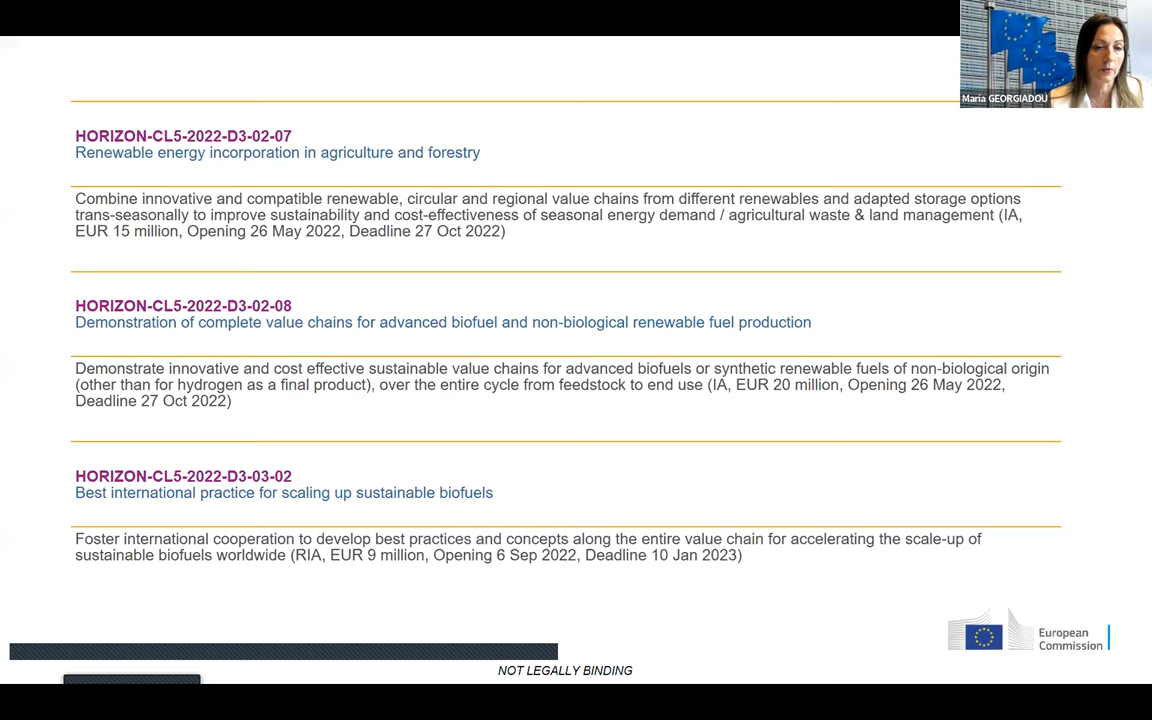 Maria GEORGIADOU
HORIZON-CL5-2022-D3-02-07
Renewable energy incorporation in agriculture and forestry
Combine innovative and compatible renewable, circular and regional value chains from different renewables and adapted storage options
trans-seasonally to improve sustainability and cost-effectiveness of seasonal energy demand / agricultural waste & land management (IA,
EUR 15 million, Opening 26 May 2022, Deadline 27 Oct 2022)
HORIZON-CL5-2022-D3-02-08
Demonstration of complete value chains for advanced biofuel and non-biological renewable fuel production
Demonstrate innovative and cost effective sustainable value chains for advanced biofuels or synthetic renewable fuels of non-biological origin
(other than for hydrogen as a final product), over the entire cycle from feedstock to end use (IA, EUR 20 million, Opening 26 May 2022,
Deadline 27 Oct 2022)
HORIZON-CL5-2022-D3-03-02
Best international practice for scaling up sustainable biofuels
Foster international cooperation to develop best practices and concepts along the entire value chain for accelerating the scale-up of
sustainable biofuels worldwide (RIA, EUR 9 million, Opening 6 Sep 2022, Deadline 10 Jan 2023)
European
Commission
NOT LEGALLY BINDING